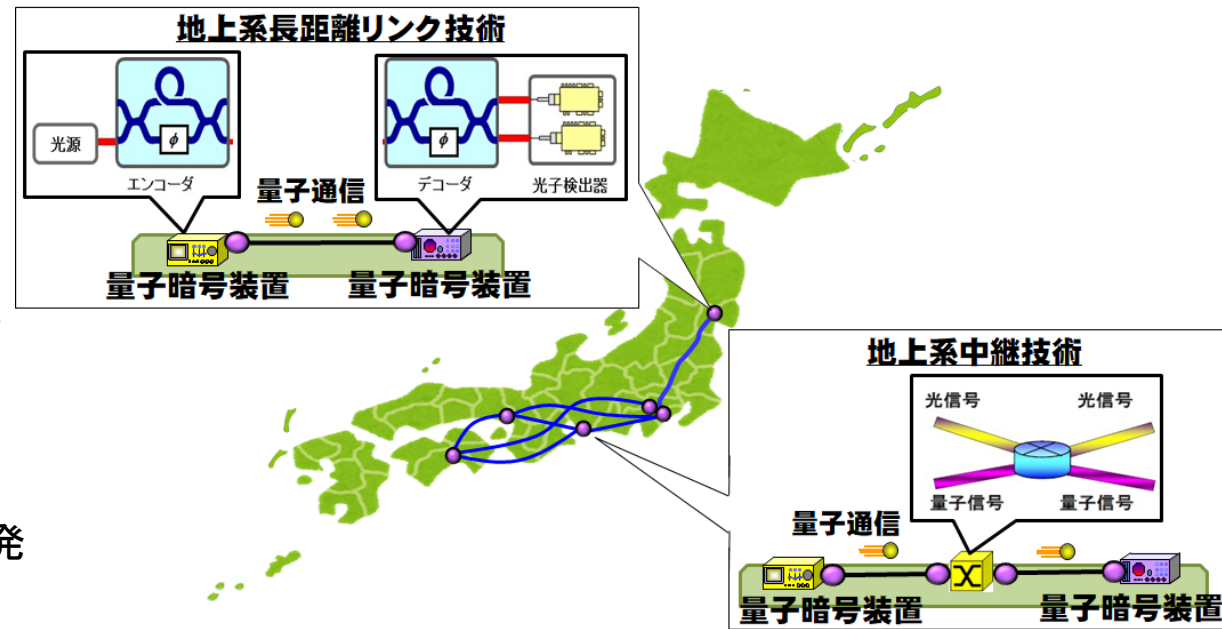 地上系長距離リンク技術
光源
ϕ
エンコーダ
ϕ
デコーダ
光子検出器
量子通信
量子暗号装置
量子暗号装置
地上系中継技術
光信号
光信号
量子信号
量子信号
量子通信
量子暗号装置
量子暗号装置
発